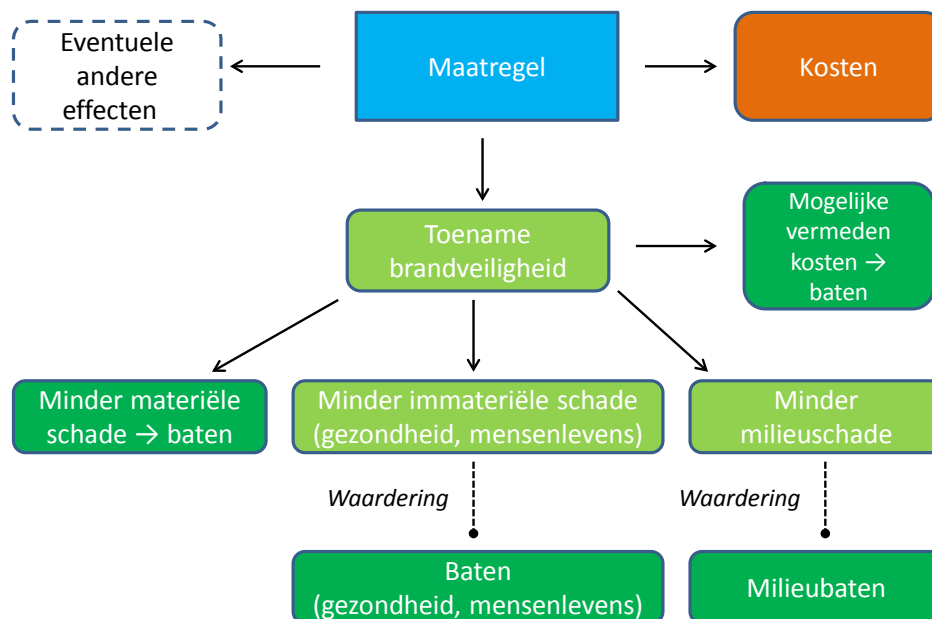 Eventuele
andere
effecten
Maatregel
Kosten
Toename
brandveiligheid
Mogelijke
vermeden
kosten →
baten
Minder materiële
schade → baten
Minder immateriële schade
(gezondheid, mensenlevens)
Minder
milieuschade
Waardering
Waardering
Baten
(gezondheid, mensenlevens)
Milieubaten